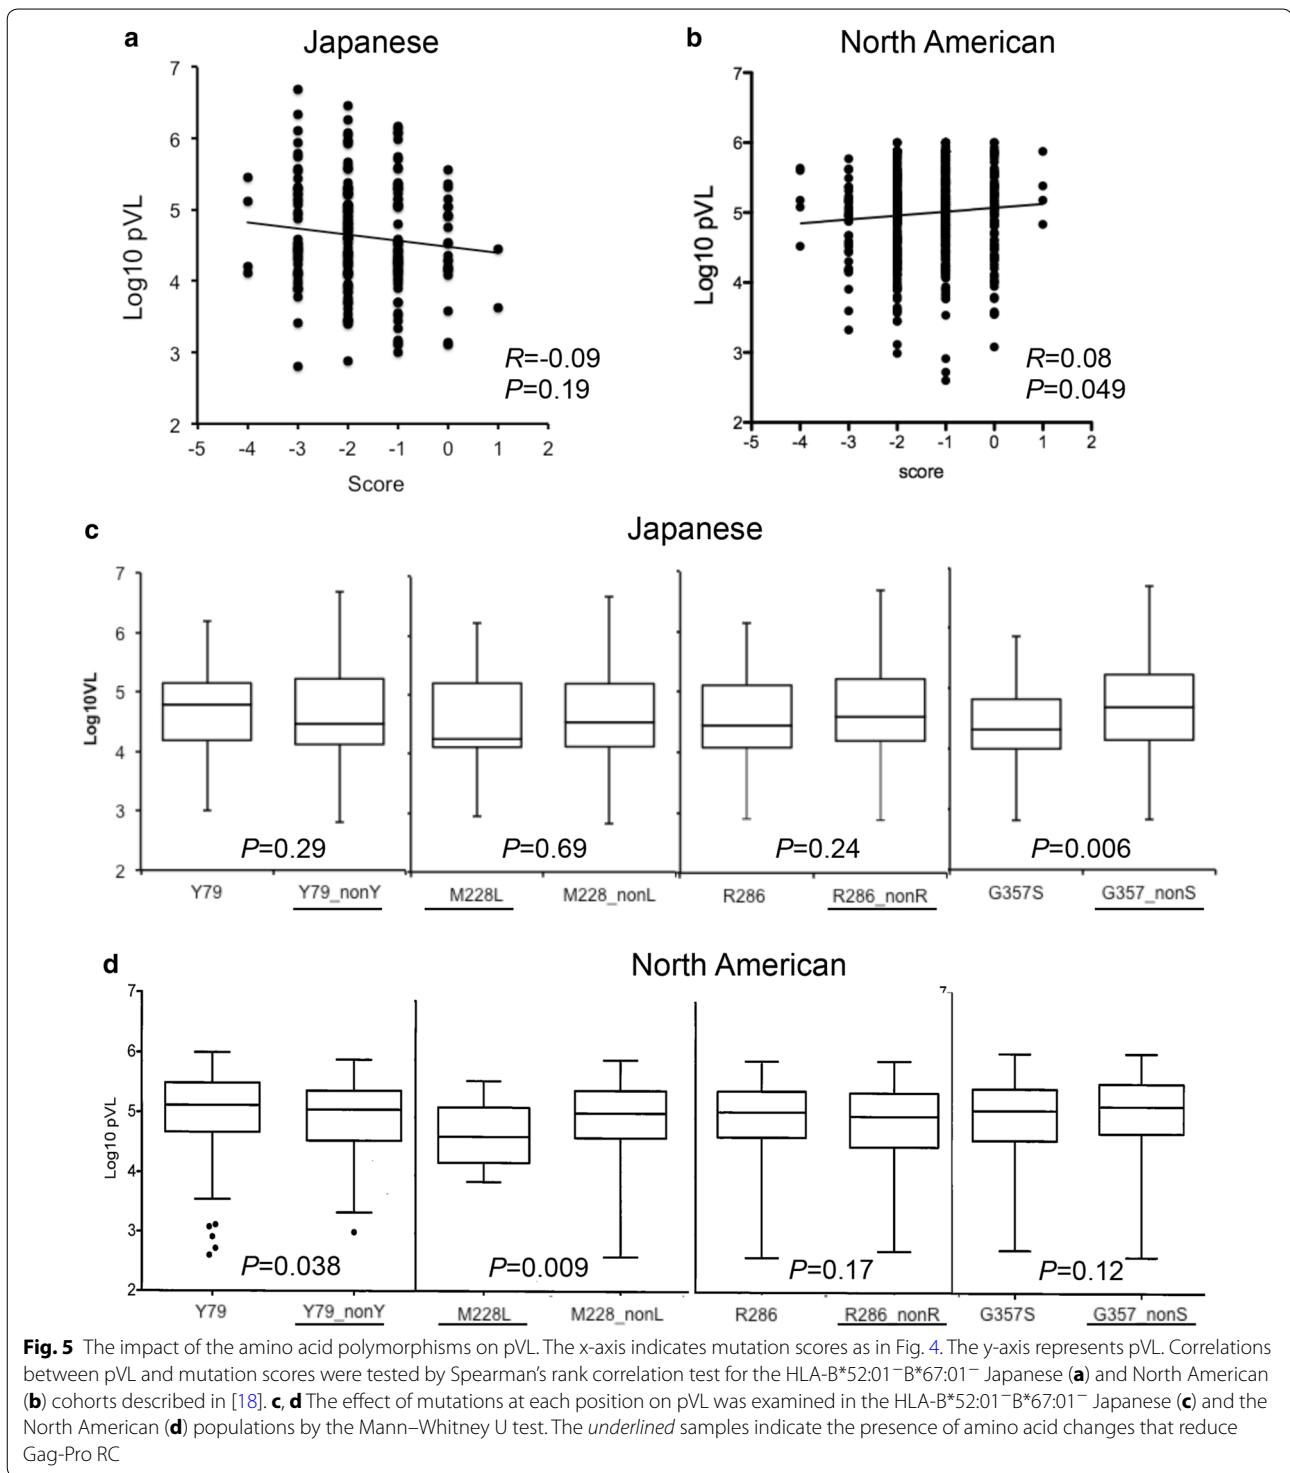 a
Japanese
7
6
5
4
3
2
Log10 pVL
R=-0.09
P=0.19
-5 -4 -3 -2 -1 0 1 2
Score
b
North American
7
6
5
4
3
2
Log10 pVL
R=0.08
P=0.049
-5 -4 -3 -2 -1 0 1 2
score
c
Japanese
7
6
5
4
3
2
Log10VL
P=0.29 P=0.69 P=0.24 P=0.006
Y79 Y79_nonY M228L M228_nonL R286 R286_nonR G357S G357_nonS
d
North American
7
7
6
5
4
3
2
Log10 pVL
P=0.038 P=0.009 P=0.17 P=0.12
Y79 Y79_nonY M228L M228_nonL R286 R286_nonR G357S G357_nonS
Fig. 5 The impact of the amino acid polymorphisms on pVL. The x-axis indicates mutation scores as in Fig. 4. The y-axis represents pVL. Correlations
between pVL and mutation scores were tested by Spearman's rank correlation test for the HLA-B*52:01⁻B*67:01⁻ Japanese (a) and North American
(b) cohorts described in [18]. c, d The effect of mutations at each position on pVL was examined in the HLA-B*52:01⁻B*67:01⁻ Japanese (c) and the
North American (d) populations by the Mann–Whitney U test. The underlined samples indicate the presence of amino acid changes that reduce
Gag-Pro RC